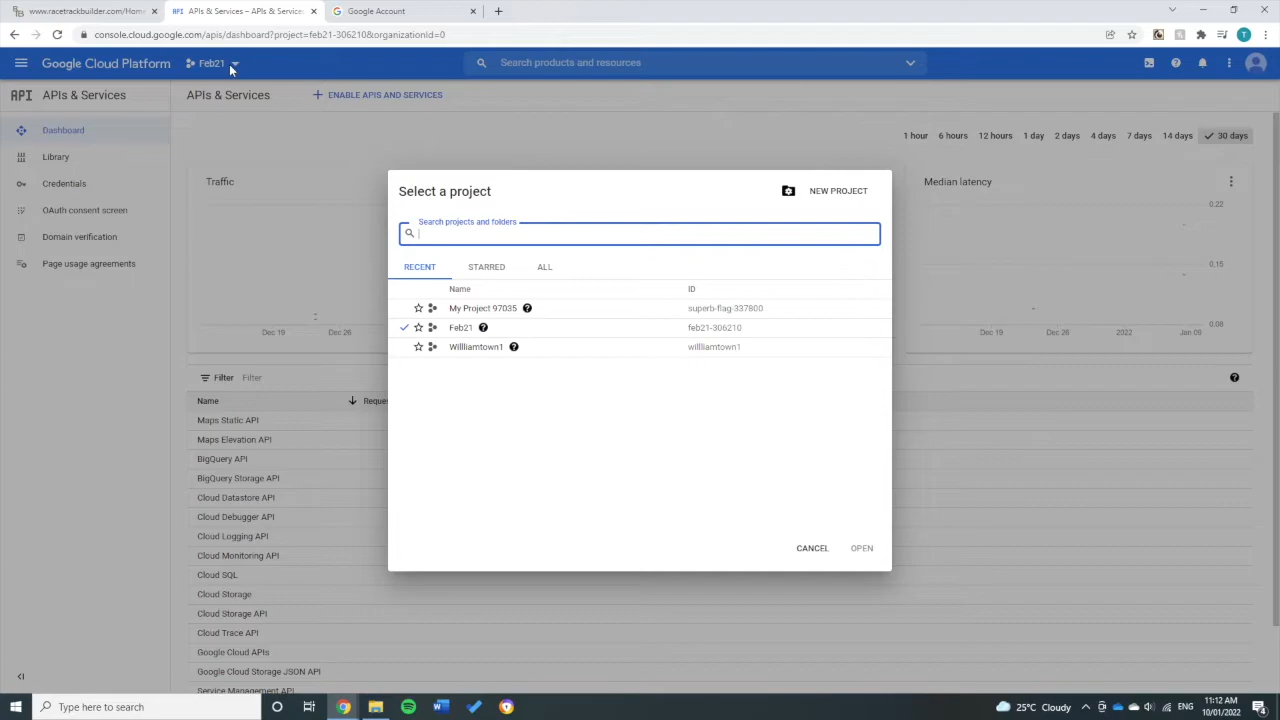 www.racetrackbuilder.com/Hom
API APIs & Services – APIs & Service
Google Account
console.cloud.google.com/apis/dashboard?project=feb21-306210&organizationId=0
T
Google Cloud Platform
Feb21
Search products and resources
API APIs & Services
APIs & Services
ENABLE APIS AND SERVICES
Dashboard
Library
Credentials
OAuth consent screen
Domain verification
Page usage agreements
1 hour 6 hours 12 hours 1 day 2 days 4 days 7 days 14 days 30 days
Traffic
Dec 19 Dec 26
Median latency
0.22
0.15
0.08
Dec 19 Dec 26 2022 Jan 09
Select a project
NEW PROJECT
Search projects and folders
RECENT STARRED ALL
Name ID
My Project 97035 superb-flag-337800
Feb21 feb21-306210
Willliamtown1 willliamtown1
CANCEL OPEN
Filter Filter
Name Reque
Maps Static API
Maps Elevation API
BigQuery API
BigQuery Storage API
Cloud Datastore API
Cloud Debugger API
Cloud Logging API
Cloud Monitoring API
Cloud SQL
Cloud Storage
Cloud Storage API
Cloud Trace API
Google Cloud APIs
Google Cloud Storage JSON API
Service Management API
Type here to search
25°C Cloudy
ENG
11:12 AM
10/01/2022